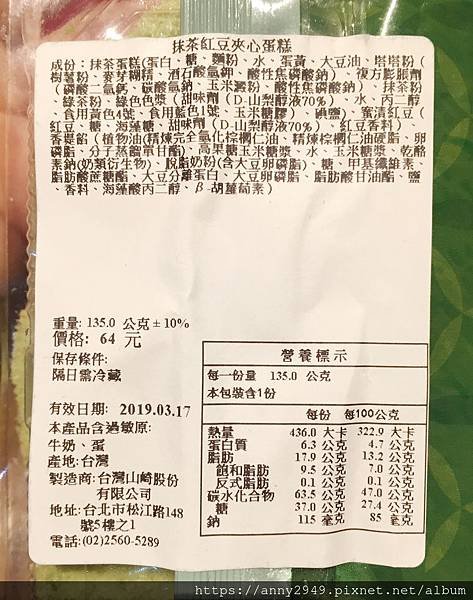 抹茶紅豆夾心蛋糕
成份：抹茶蛋糕(蛋白、糖、麵粉、水、蛋黃、大豆油、塔塔粉(
樹薯粉、麥芽糊精、酒石酸氫鉀、酸性焦磷酸鈉)、複方膨脹劑
(磷酸二氫鈣、碳酸氫鈉、玉米澱粉、酸性焦磷酸鈉)、抹茶粉
、綠茶粉、綠色色漿(甜味劑(D-山梨醇液70%)、水、丙二醇
、食用黃色4號、食用藍色1號、玉米糖膠)、碘鹽)、蜜漬紅豆(
紅豆、糖、海藻糖、甜味劑(D-山梨醇液70%)、紅豆香料)、
香堤餡(植物油(精煉完全氫化棕櫚仁油、精煉棕櫚仁油硬脂、卵
磷脂、分子蒸餾單甘酯)、高果糖玉米糖漿、水、玉米糖漿、乾酪
素鈉(奶類衍生物)、脫脂奶粉(含大豆卵磷脂)、糖、甲基纖維素、
脂肪酸蔗糖酯、大豆分離蛋白、大豆卵磷脂、脂肪酸甘油酯、鹽
、香料、海藻酸丙二醇、β-胡蘿蔔素)
重量: 135.0 公克±10%
價格: 64 元
保存條件:
隔日需冷藏
有效日期: 2019.03.17
本產品含過敏原:
牛奶、蛋
產地:台灣
製造商:台灣山崎股份
有限公司
地址:台北市松江路148
號5樓之1
電話:(02)2560-5289
營養標示
每一份量 135.0 公克
本包裝含1份
每份 每100公克
熱量 436.0 大卡 322.9 大卡
蛋白質 6.3 公克 4.7 公克
脂肪 17.9 公克 13.2 公克
飽和脂肪 9.5 公克 7.0 公克
反式脂肪 0.1 公克 0.1 公克
碳水化合物 63.5 公克 47.0 公克
糖 37.0 公克 27.4 公克
鈉 115 毫克 85 毫克
https://anny2949.pixnet.net/album